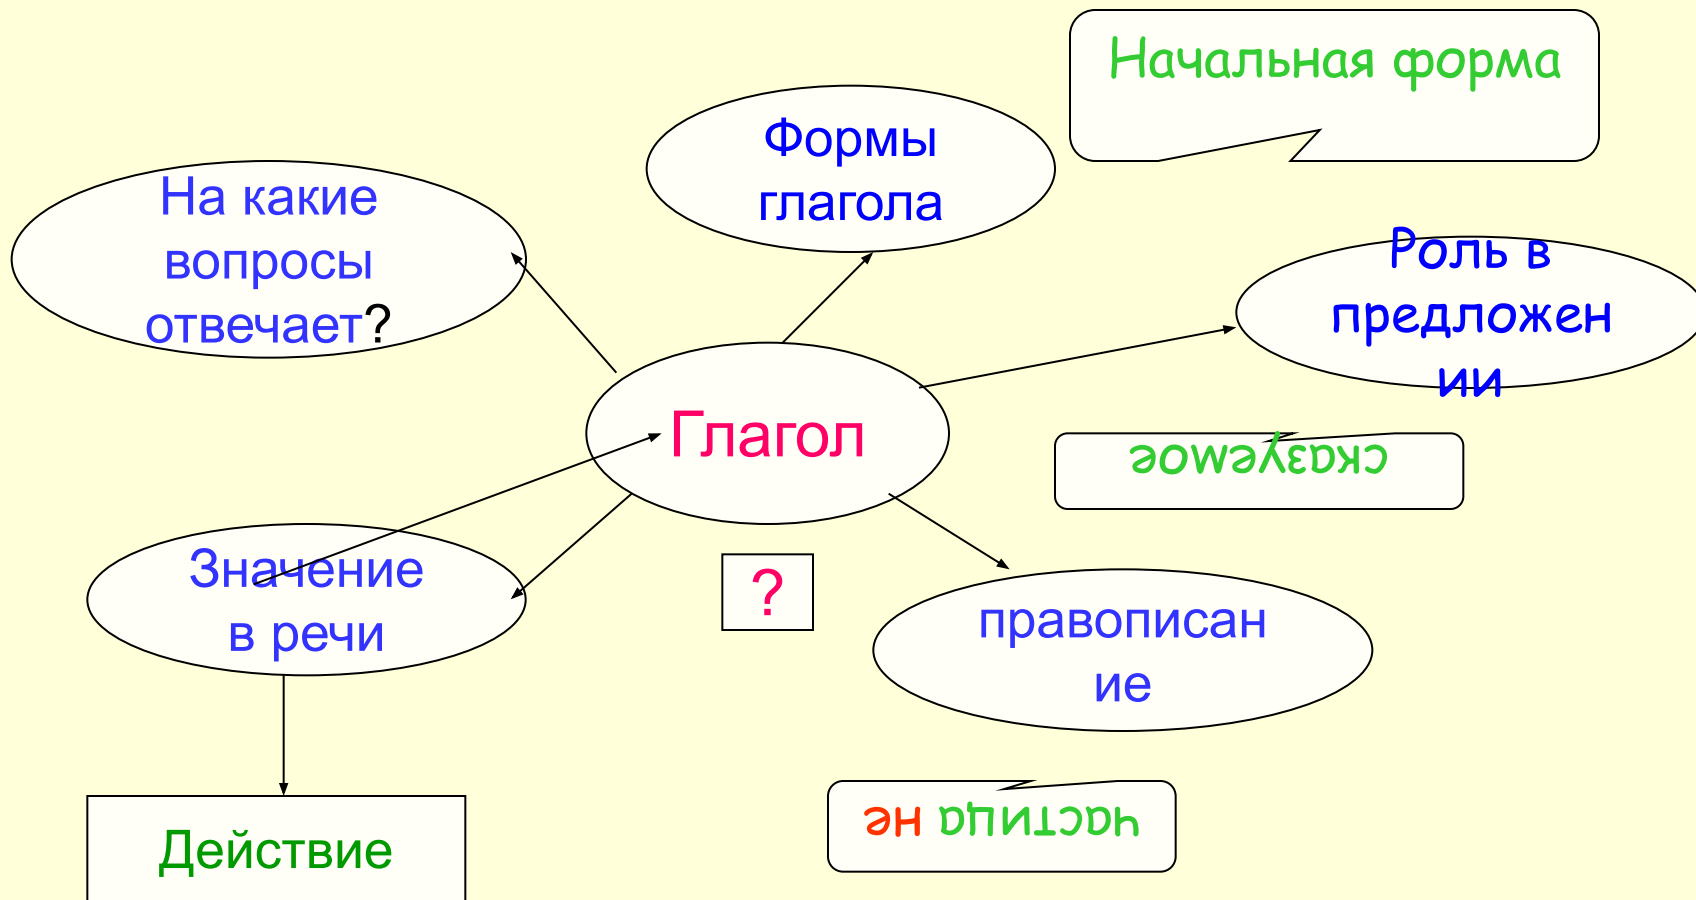 Начальная форма
Формы
глагола
На какие
вопросы
отвечает?
Роль в
предложен
ии
Глагол
сказуемое
Значение
в речи
?
правописан
ие
частица не
Действие